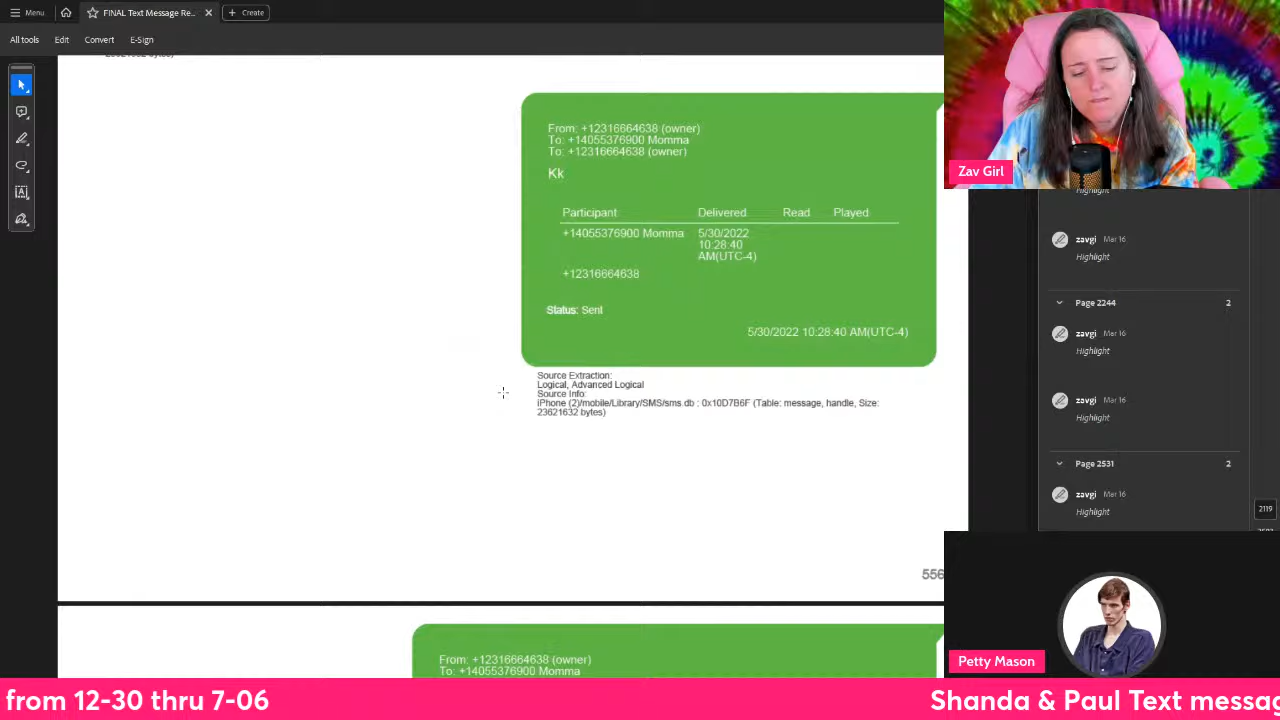 Menu
FINAL Text Message Re...
Create
All tools
Edit
Convert
E-Sign
From: +12316664638 (owner)
To: +14055376900 Momma
To: +12316664638 (owner)
Kk
Participant Delivered Read Played
+14055376900 Momma 5/30/2022
10:28:40
AM(UTC-4)
+12316664638
Status: Sent
5/30/2022 10:28:40 AM(UTC-4)
Source Extraction:
Logical, Advanced Logical
Source Info:
iPhone (2)/mobile/Library/SMS/sms.db : 0x10D7B6F (Table: message, handle, Size:
23621632 bytes)
556
From: +12316664638 (owner)
To: +14055376900 Momma
Zav Girl
Highlight
zavgi Mar 16
Highlight
Page 2244 2
zavgi Mar 16
Highlight
zavgi Mar 16
Highlight
Page 2531 2
zavgi Mar 16
Highlight
2119
Petty Mason
from 12-30 thru 7-06
Shanda & Paul Text messag